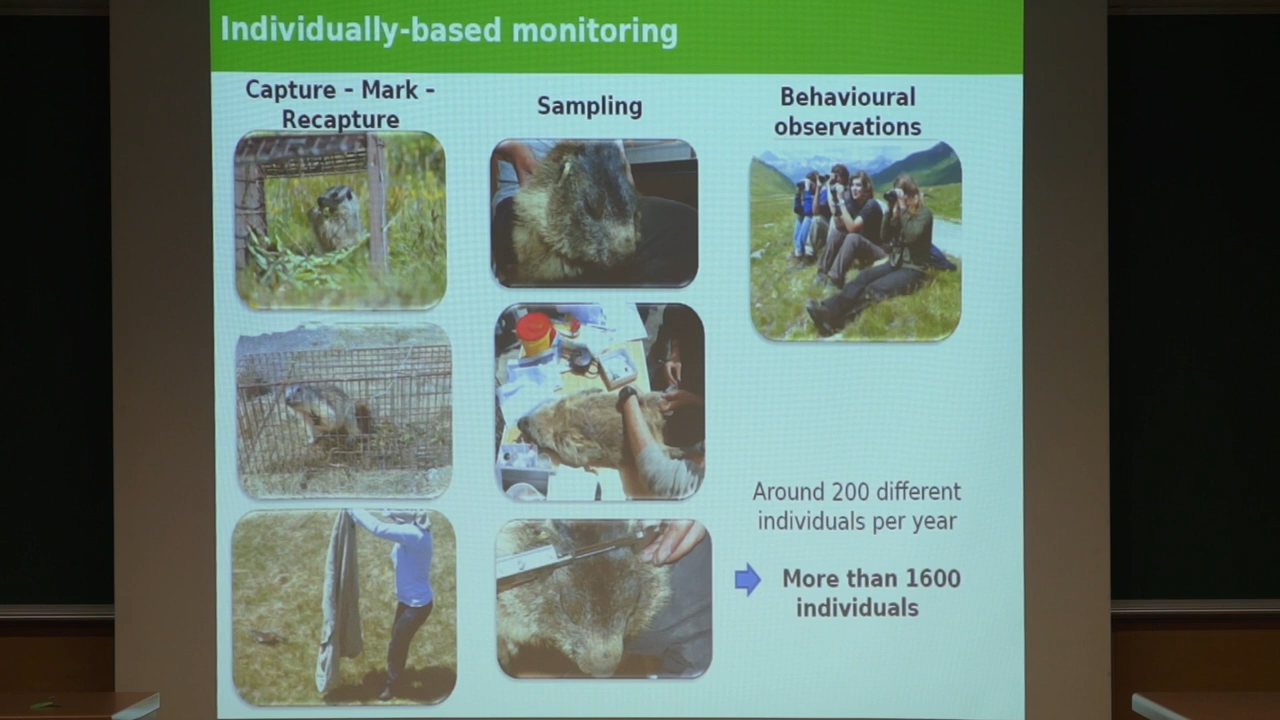 Individually-based monitoring
Capture - Mark -
Recapture
Sampling
Behavioural
observations
Around 200 different
individuals per year
More than 1600
individuals